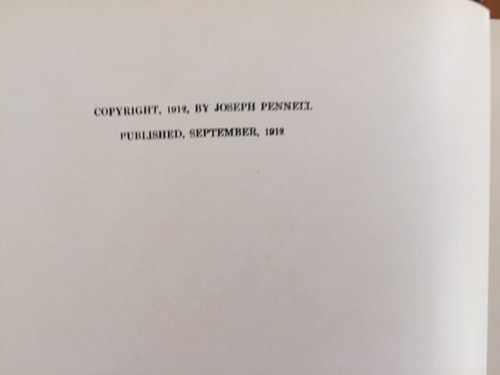 COPYRIGHT, 1912, BY JOSEPH PENNELL
PUBLISHED, SEPTEMBER, 1912